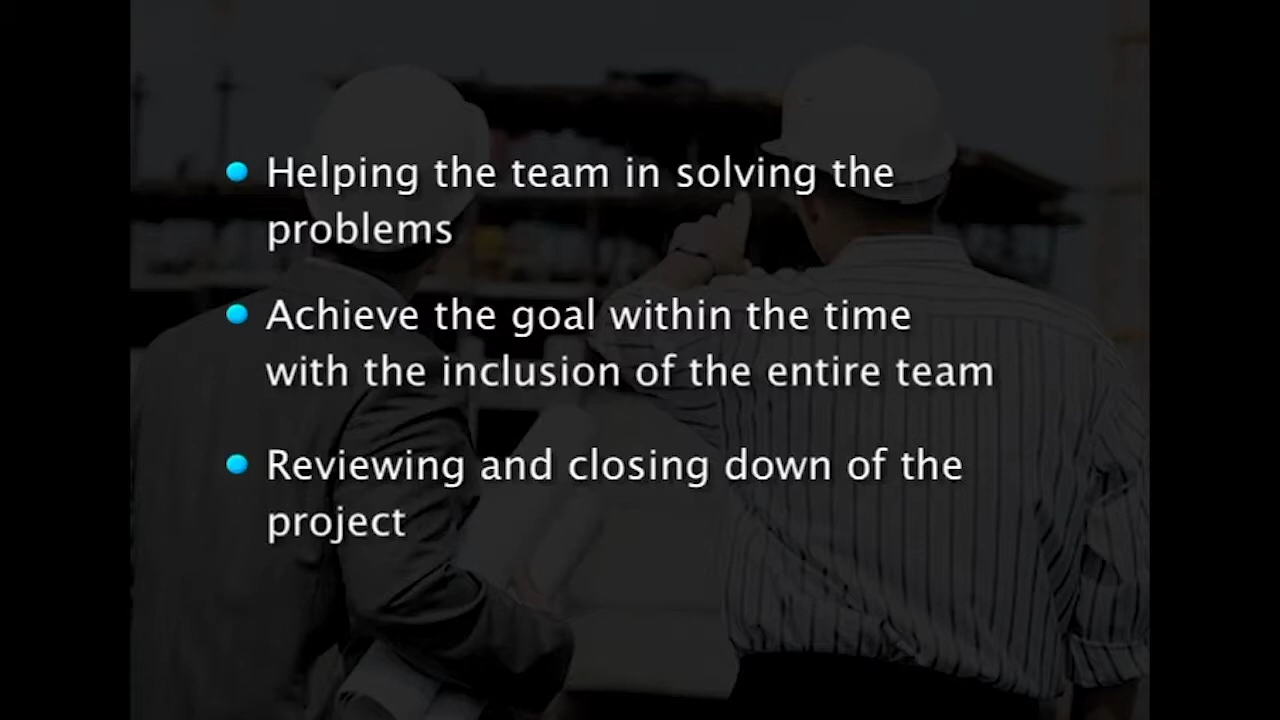 Helping the team in solving the
problems
Achieve the goal within the time
with the inclusion of the entire team
Reviewing and closing down of the
project